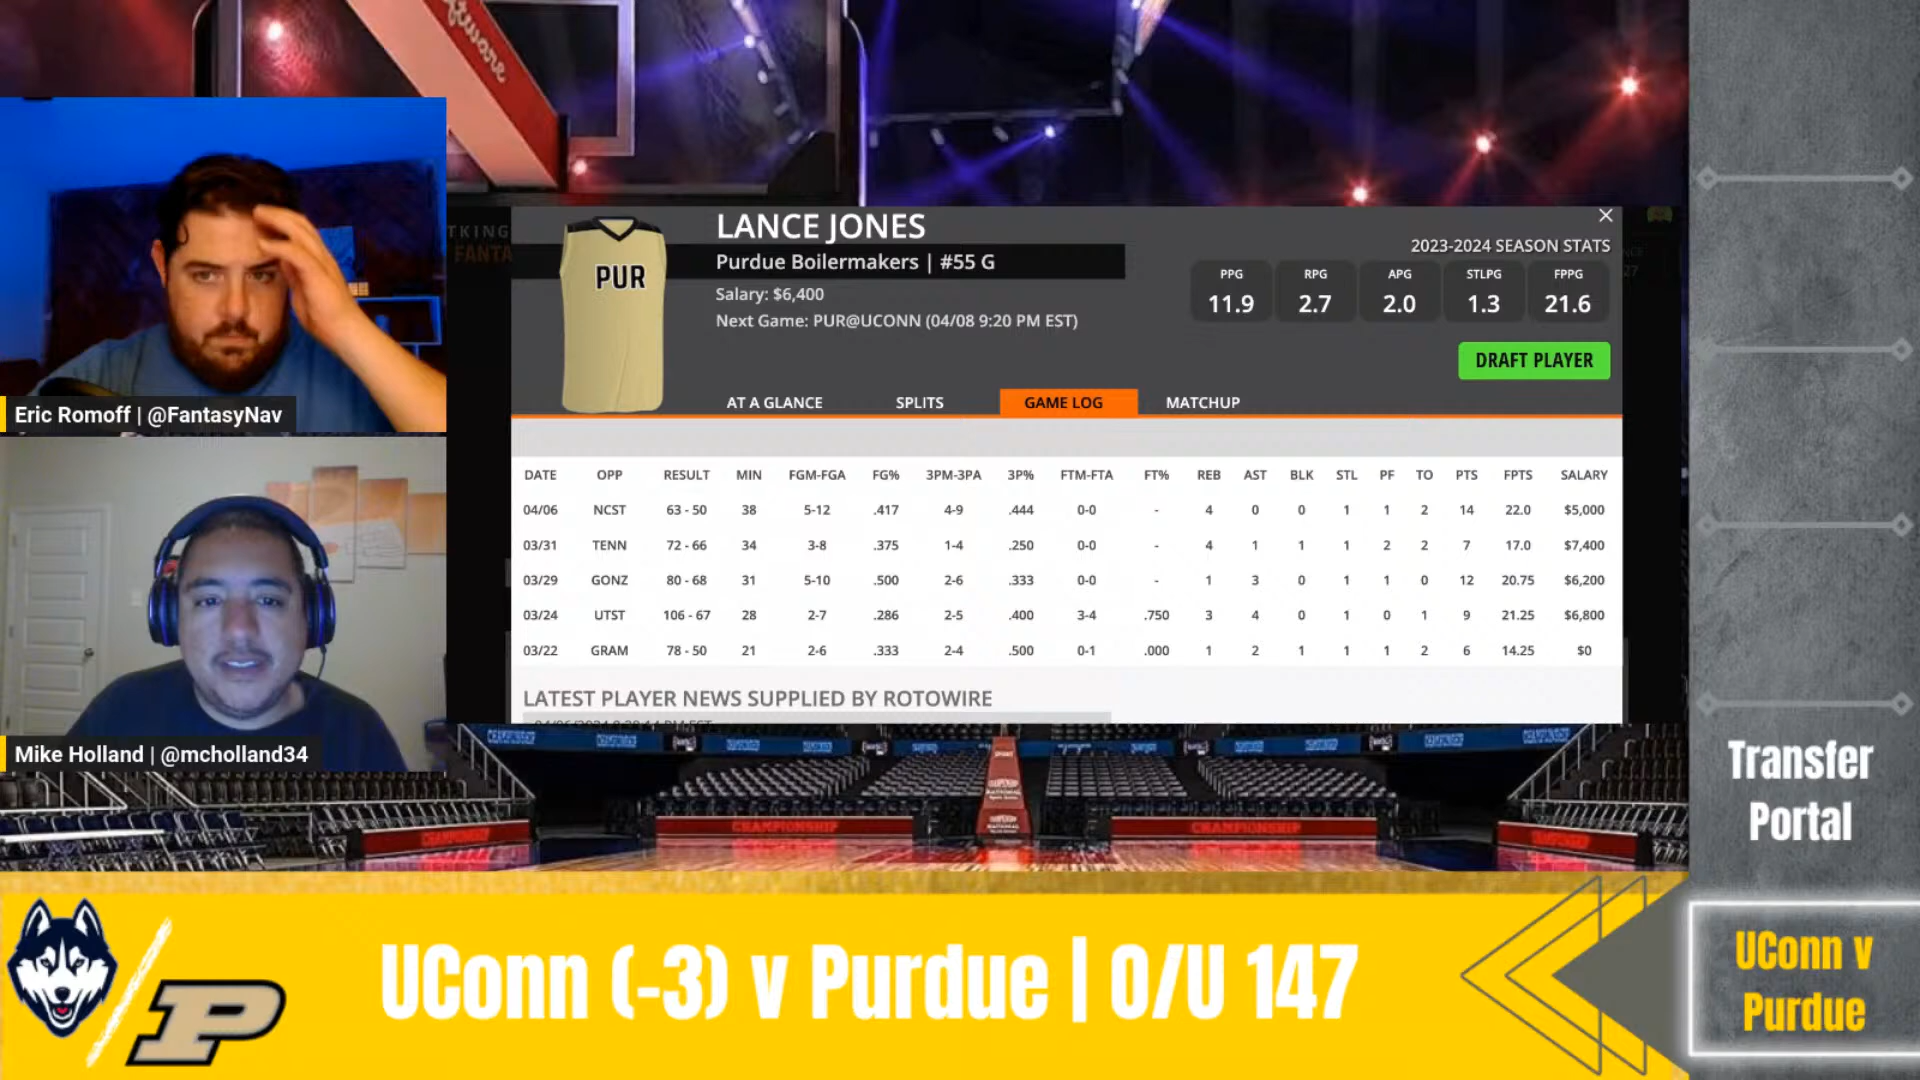 ftware
TKING
FANTA
LANCE JONES
Purdue Boilermakers | #55 G
Salary: $6,400
Next Game: PUR@UCONN (04/08 9:20 PM EST)
PUR
2023-2024 SEASON STATS
PPG RPG APG STLPG FPPG
11.9 2.7 2.0 1.3 21.6
DRAFT PLAYER
AT A GLANCE SPLITS GAME LOG MATCHUP
DATE OPP RESULT MIN FGM-FGA FG% 3PM-3PA 3P% FTM-FTA FT% REB AST BLK STL PF TO PTS FPTS SALARY
04/06 NCST 63 - 50 38 5-12 .417 4-9 .444 0-0 - 4 0 0 1 1 2 14 22.0 $5,000
03/31 TENN 72 - 66 34 3-8 .375 1-4 .250 0-0 - 4 1 1 1 2 2 7 17.0 $7,400
03/29 GONZ 80 - 68 31 5-10 .500 2-6 .333 0-0 - 1 3 0 1 1 0 12 20.75 $6,200
03/24 UTST 106 - 67 28 2-7 .286 2-5 .400 3-4 .750 3 4 0 1 0 1 9 21.25 $6,800
03/22 GRAM 78 - 50 21 2-6 .333 2-4 .500 0-1 .000 1 2 1 1 1 2 6 14.25 $0
LATEST PLAYER NEWS SUPPLIED BY ROTOWIRE
Eric Romoff | @FantasyNav
Mike Holland | @mcholland34
CHAMPIONSHIP
CHAMPIONSHIP
Transfer
Portal
P
UConn (-3) v Purdue | O/U 147
UConn v
Purdue